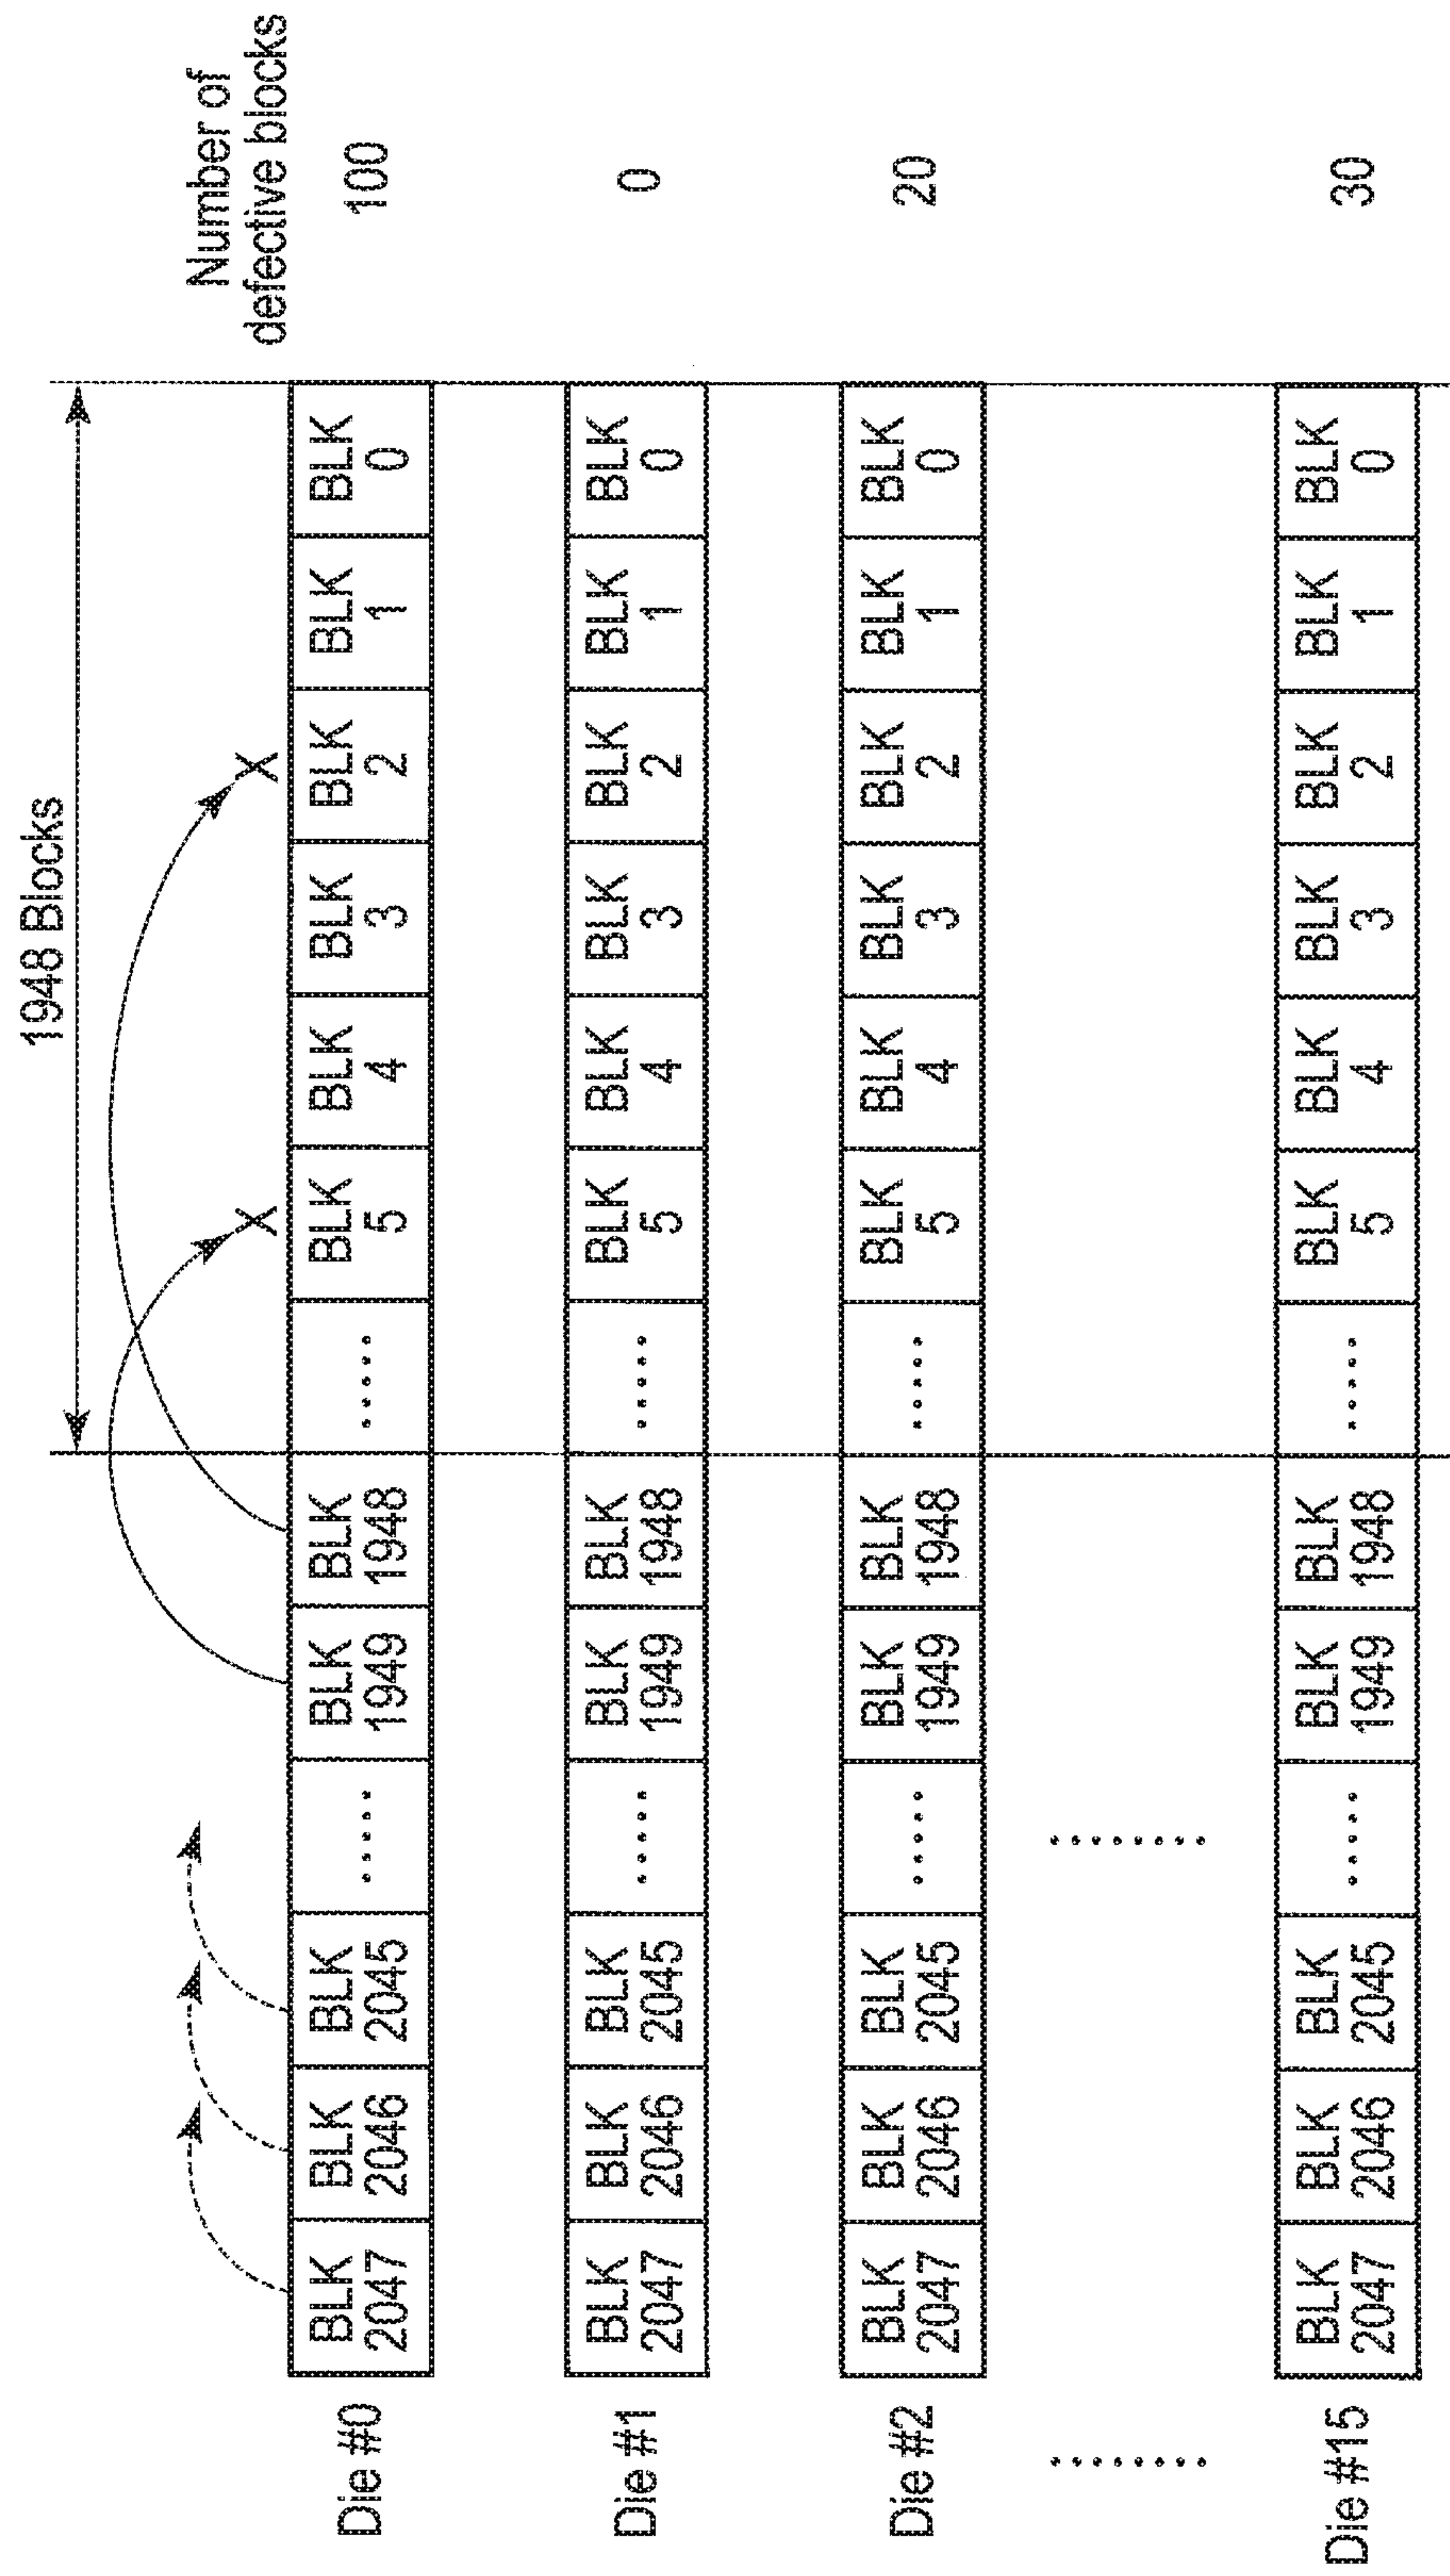 1948 Blocks
Number of
defective blocks
X
X
Die #0
BLK 2047
BLK 2046
BLK 2045
.....
BLK 1949
BLK 1948
.....
BLK 5
BLK 4
BLK 3
BLK 2
BLK 1
BLK 0
100
Die #1
BLK 2047
BLK 2046
BLK 2045
.....
BLK 1949
BLK 1948
.....
BLK 5
BLK 4
BLK 3
BLK 2
BLK 1
BLK 0
0
Die #2
BLK 2047
BLK 2046
BLK 2045
.....
BLK 1949
BLK 1948
.....
BLK 5
BLK 4
BLK 3
BLK 2
BLK 1
BLK 0
20
........
........
Die #15
BLK 2047
BLK 2046
BLK 2045
.....
BLK 1949
BLK 1948
.....
BLK 5
BLK 4
BLK 3
BLK 2
BLK 1
BLK 0
30